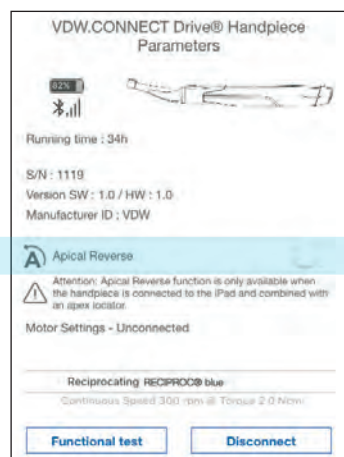 VDW.CONNECT Drive® Handpiece
Parameters
82%
Running time : 34h
S/N : 1119
Version SW : 1.0 / HW : 1.0
Manufacturer ID : VDW
A Apical Reverse
Attention: Apical Reverse function is only available when
the handpiece is connected to the iPad and combined with
an apex locator.
Motor Settings - Unconnected
Reciprocating RECIPROC® blue
Continuous Speed 300 rpm @ Torque 2.0 Ncm
Functional test Disconnect